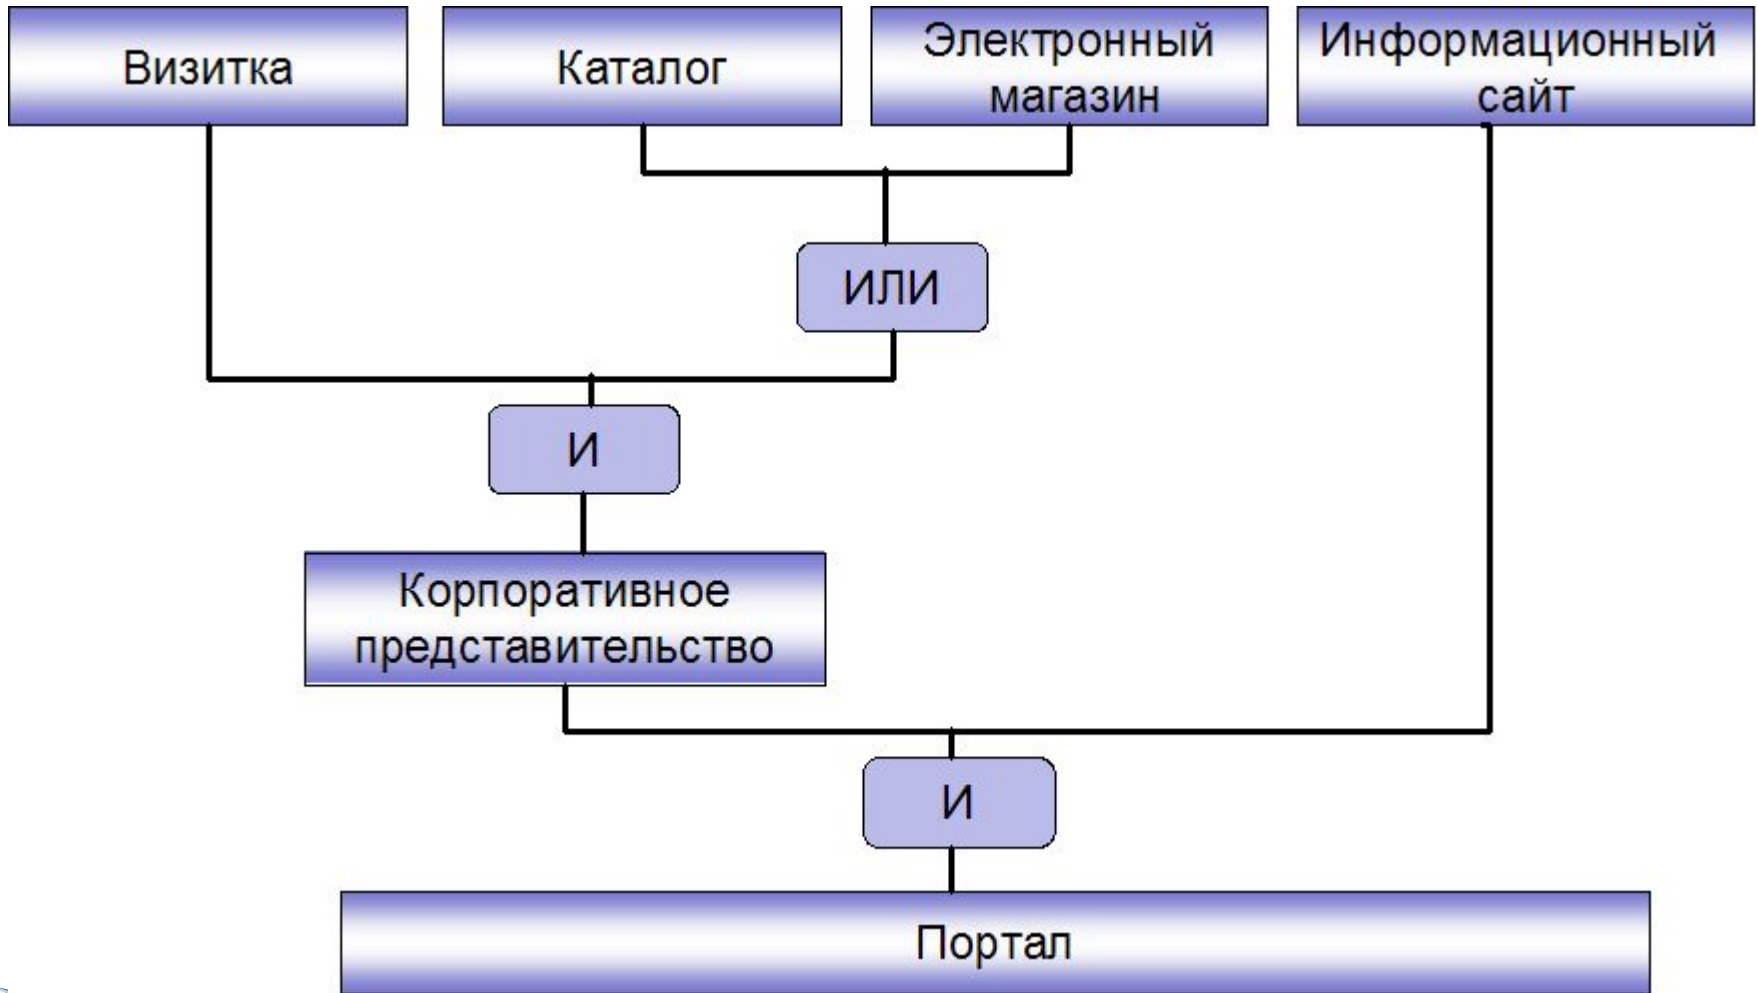 Визитка
Каталог
Электронный
магазин
Информационный
сайт
ИЛИ
И
Корпоративное
представительство
И
Портал